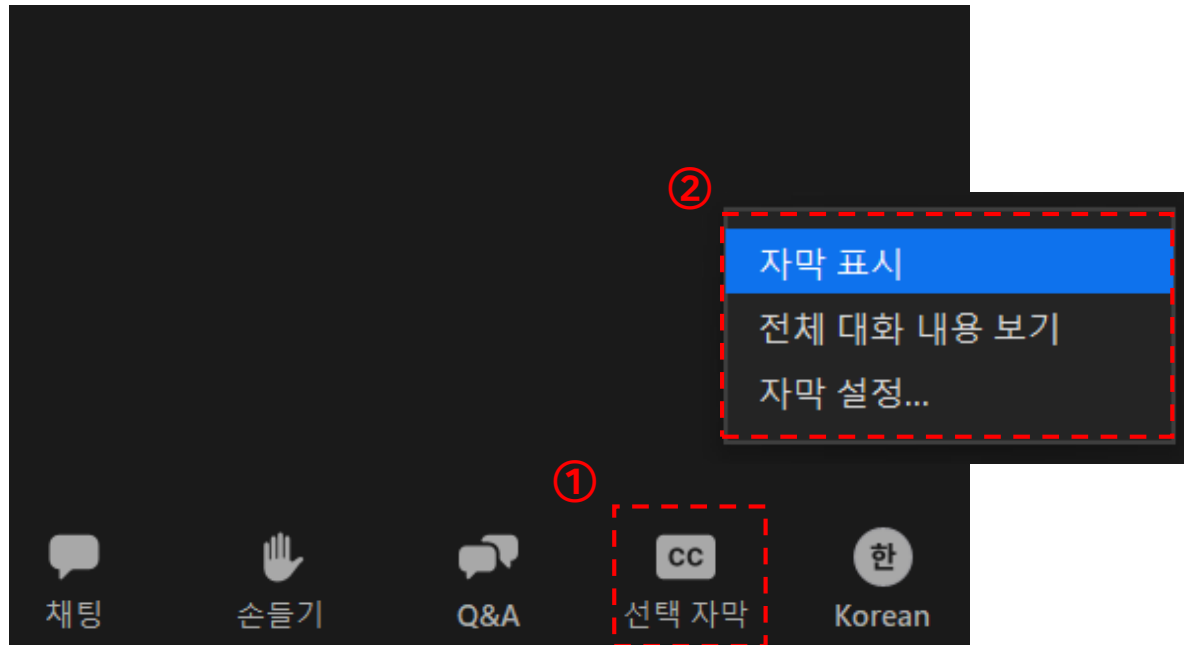 ②
자막 표시
전체 대화 내용 보기
자막 설정...
①
CC
한
채팅
손들기
Q&A
선택 자막
Korean